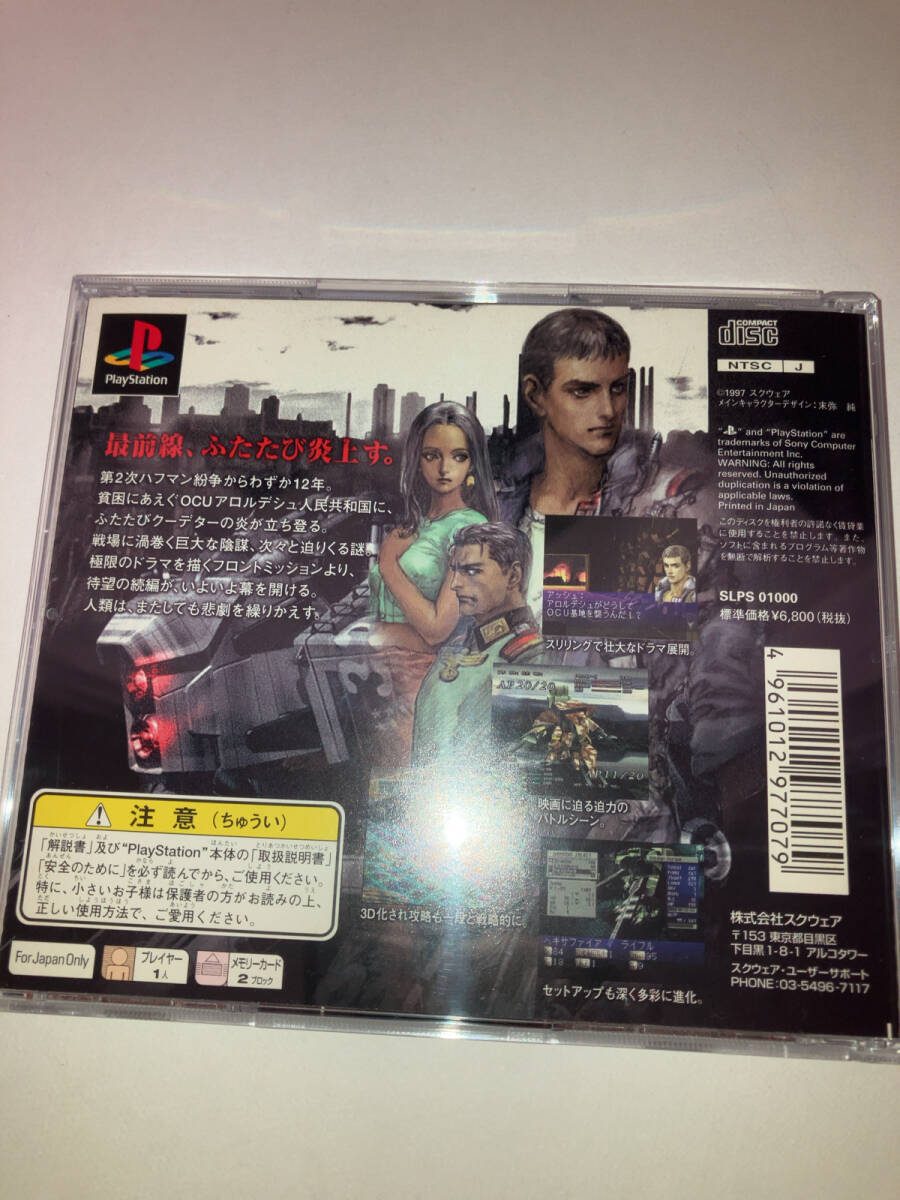 PlayStation
COMPACT
disc
NTSC J
©1997 スクウェア
メインキャラクターデザイン：末弥 純
"PS" and "PlayStation" are
trademarks of Sony Computer
Entertainment Inc.
WARNING: All rights
reserved. Unauthorized
duplication is a violation of
applicable laws.
Printed in Japan
このディスクを権利者の許諾なく賃貸業
に使用することを禁止します。また、
ソフトに含まれるプログラム等著作物
を無断で解析することを禁止します。
SLPS 01000
標準価格¥6,800(税抜)
4 961012 977079
最前線、ふたたび炎上す。
第2次ハフマン紛争からわずか12年。
貧困にあえぐOCUアロルデシュ人民共和国に、
ふたたびクーデターの炎が立ち登る。
戦場に渦巻く巨大な陰謀、次々と迫りくる謎。
極限のドラマを描くフロントミッションより、
待望の続編が、いよいよ幕を開ける。
人類は、またしても悲劇を繰りかえす。
アッシュ：
アロルデシュがどうして
OCU基地を襲うんだ!?
スリリングで壮大なドラマ展開。
AP20/20
AP11/20
映画に迫る迫力の
バトルシーン。
3D化され攻略も一段と戦略的に。
ヘキサファイア ライフル
セットアップも深く多彩に進化。
注意(ちゅうい)
「解説書」及び"PlayStation"本体の「取扱説明書」
「安全のために」を必ず読んでから、ご使用ください。
特に、小さいお子様は保護者の方がお読みの上、
正しい使用方法で、ご愛用ください。
For Japan Only
プレイヤー
1人
メモリーカード
2ブロック
株式会社スクウェア
〒153 東京都目黒区
下目黒1-8-1 アルコタワー
スクウェア・ユーザーサポート
PHONE:03-5496-7117